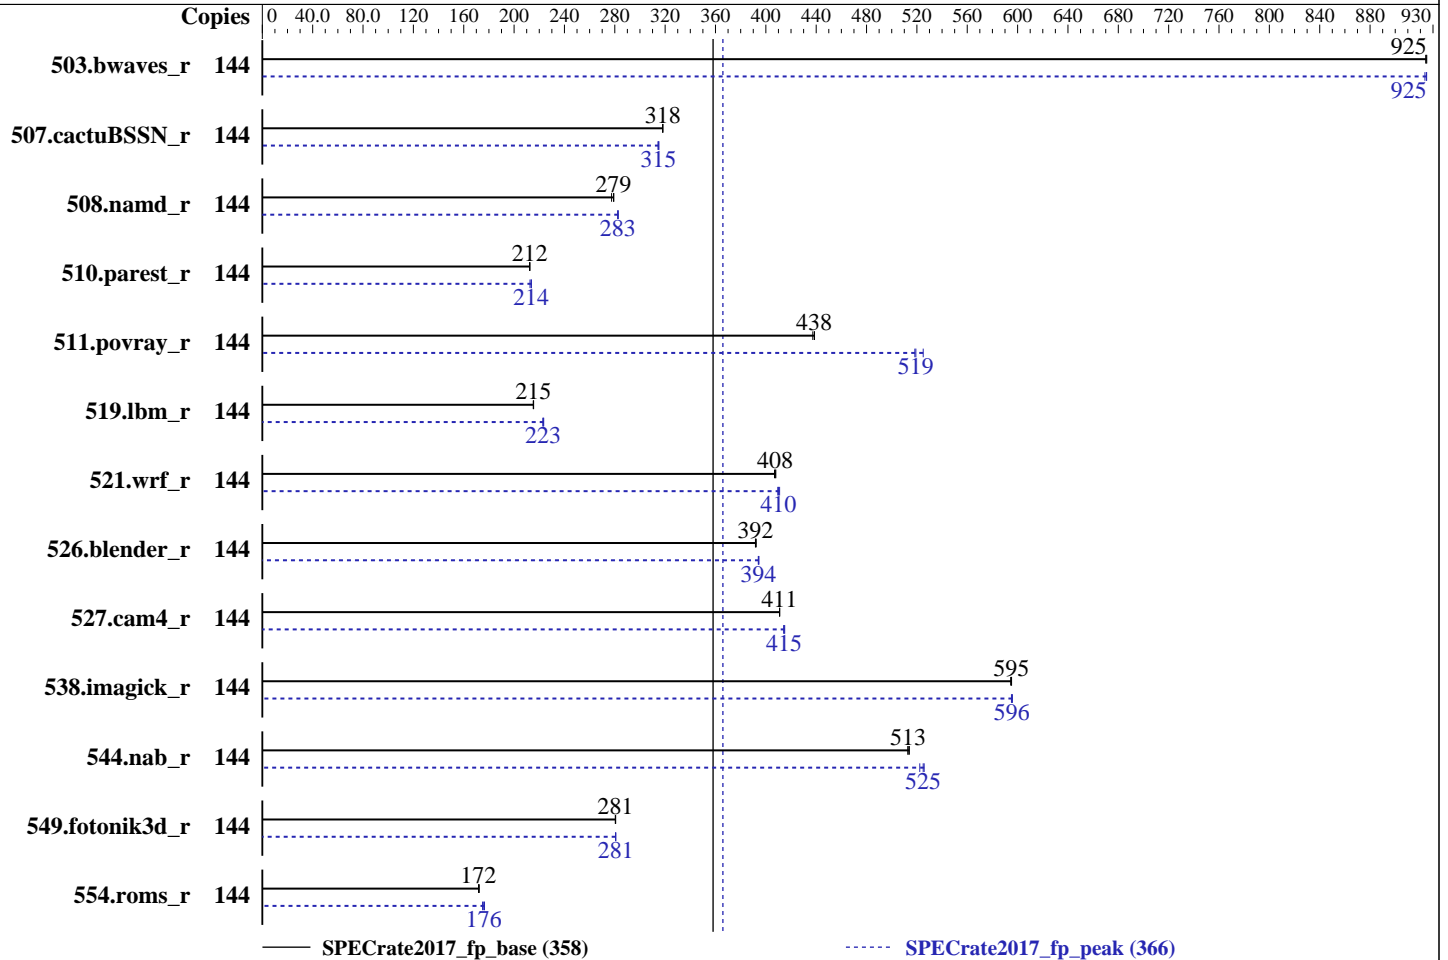 Copies 0 40.0 80.0 120 160 200 240 280 320 360 400 440 480 520 560 600 640 680 720 760 800 840 880 930
503.bwaves_r 144 925
925
507.cactuBSSN_r 144 318
315
508.namd_r 144 279
283
510.parest_r 144 212
214
511.povray_r 144 438
519
519.lbm_r 144 215
223
521.wrf_r 144 408
410
526.blender_r 144 392
394
527.cam4_r 144 411
415
538.imagick_r 144 595
596
544.nab_r 144 513
525
549.fotonik3d_r 144 281
281
554.roms_r 144 172
176
SPECrate2017_fp_base (358) SPECrate2017_fp_peak (366)